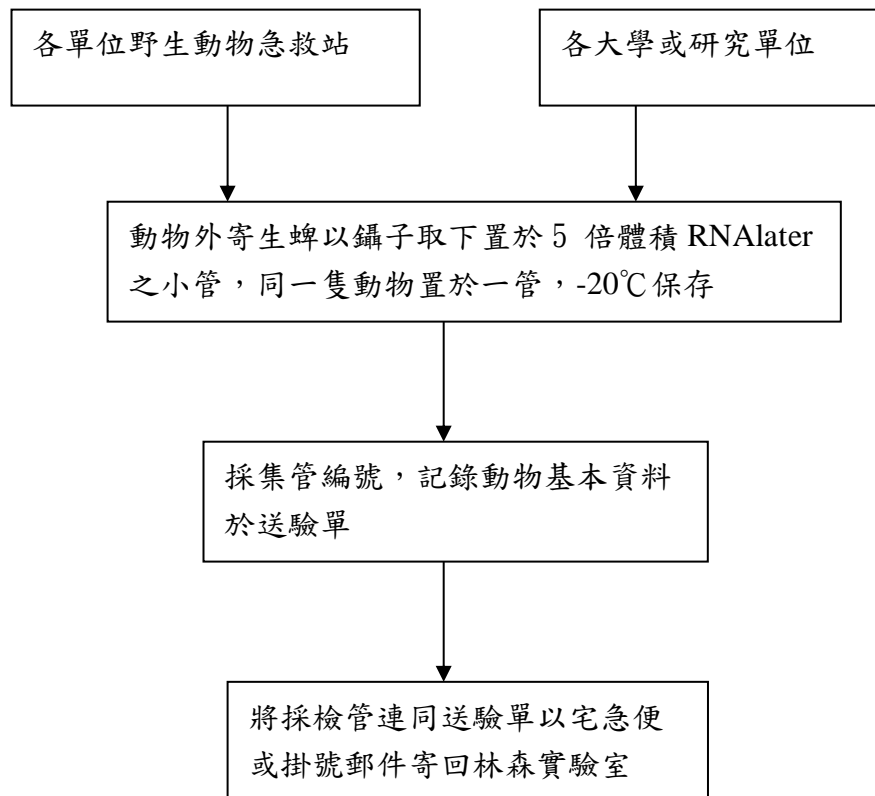 各單位野生動物急救站
各大學或研究單位
動物外寄生蜱以鑷子取下置於 5 倍體積 RNAlater
之小管，同一隻動物置於一管，-20℃保存
採集管編號，記錄動物基本資料
於送驗單
將採檢管連同送驗單以宅急便
或掛號郵件寄回林森實驗室